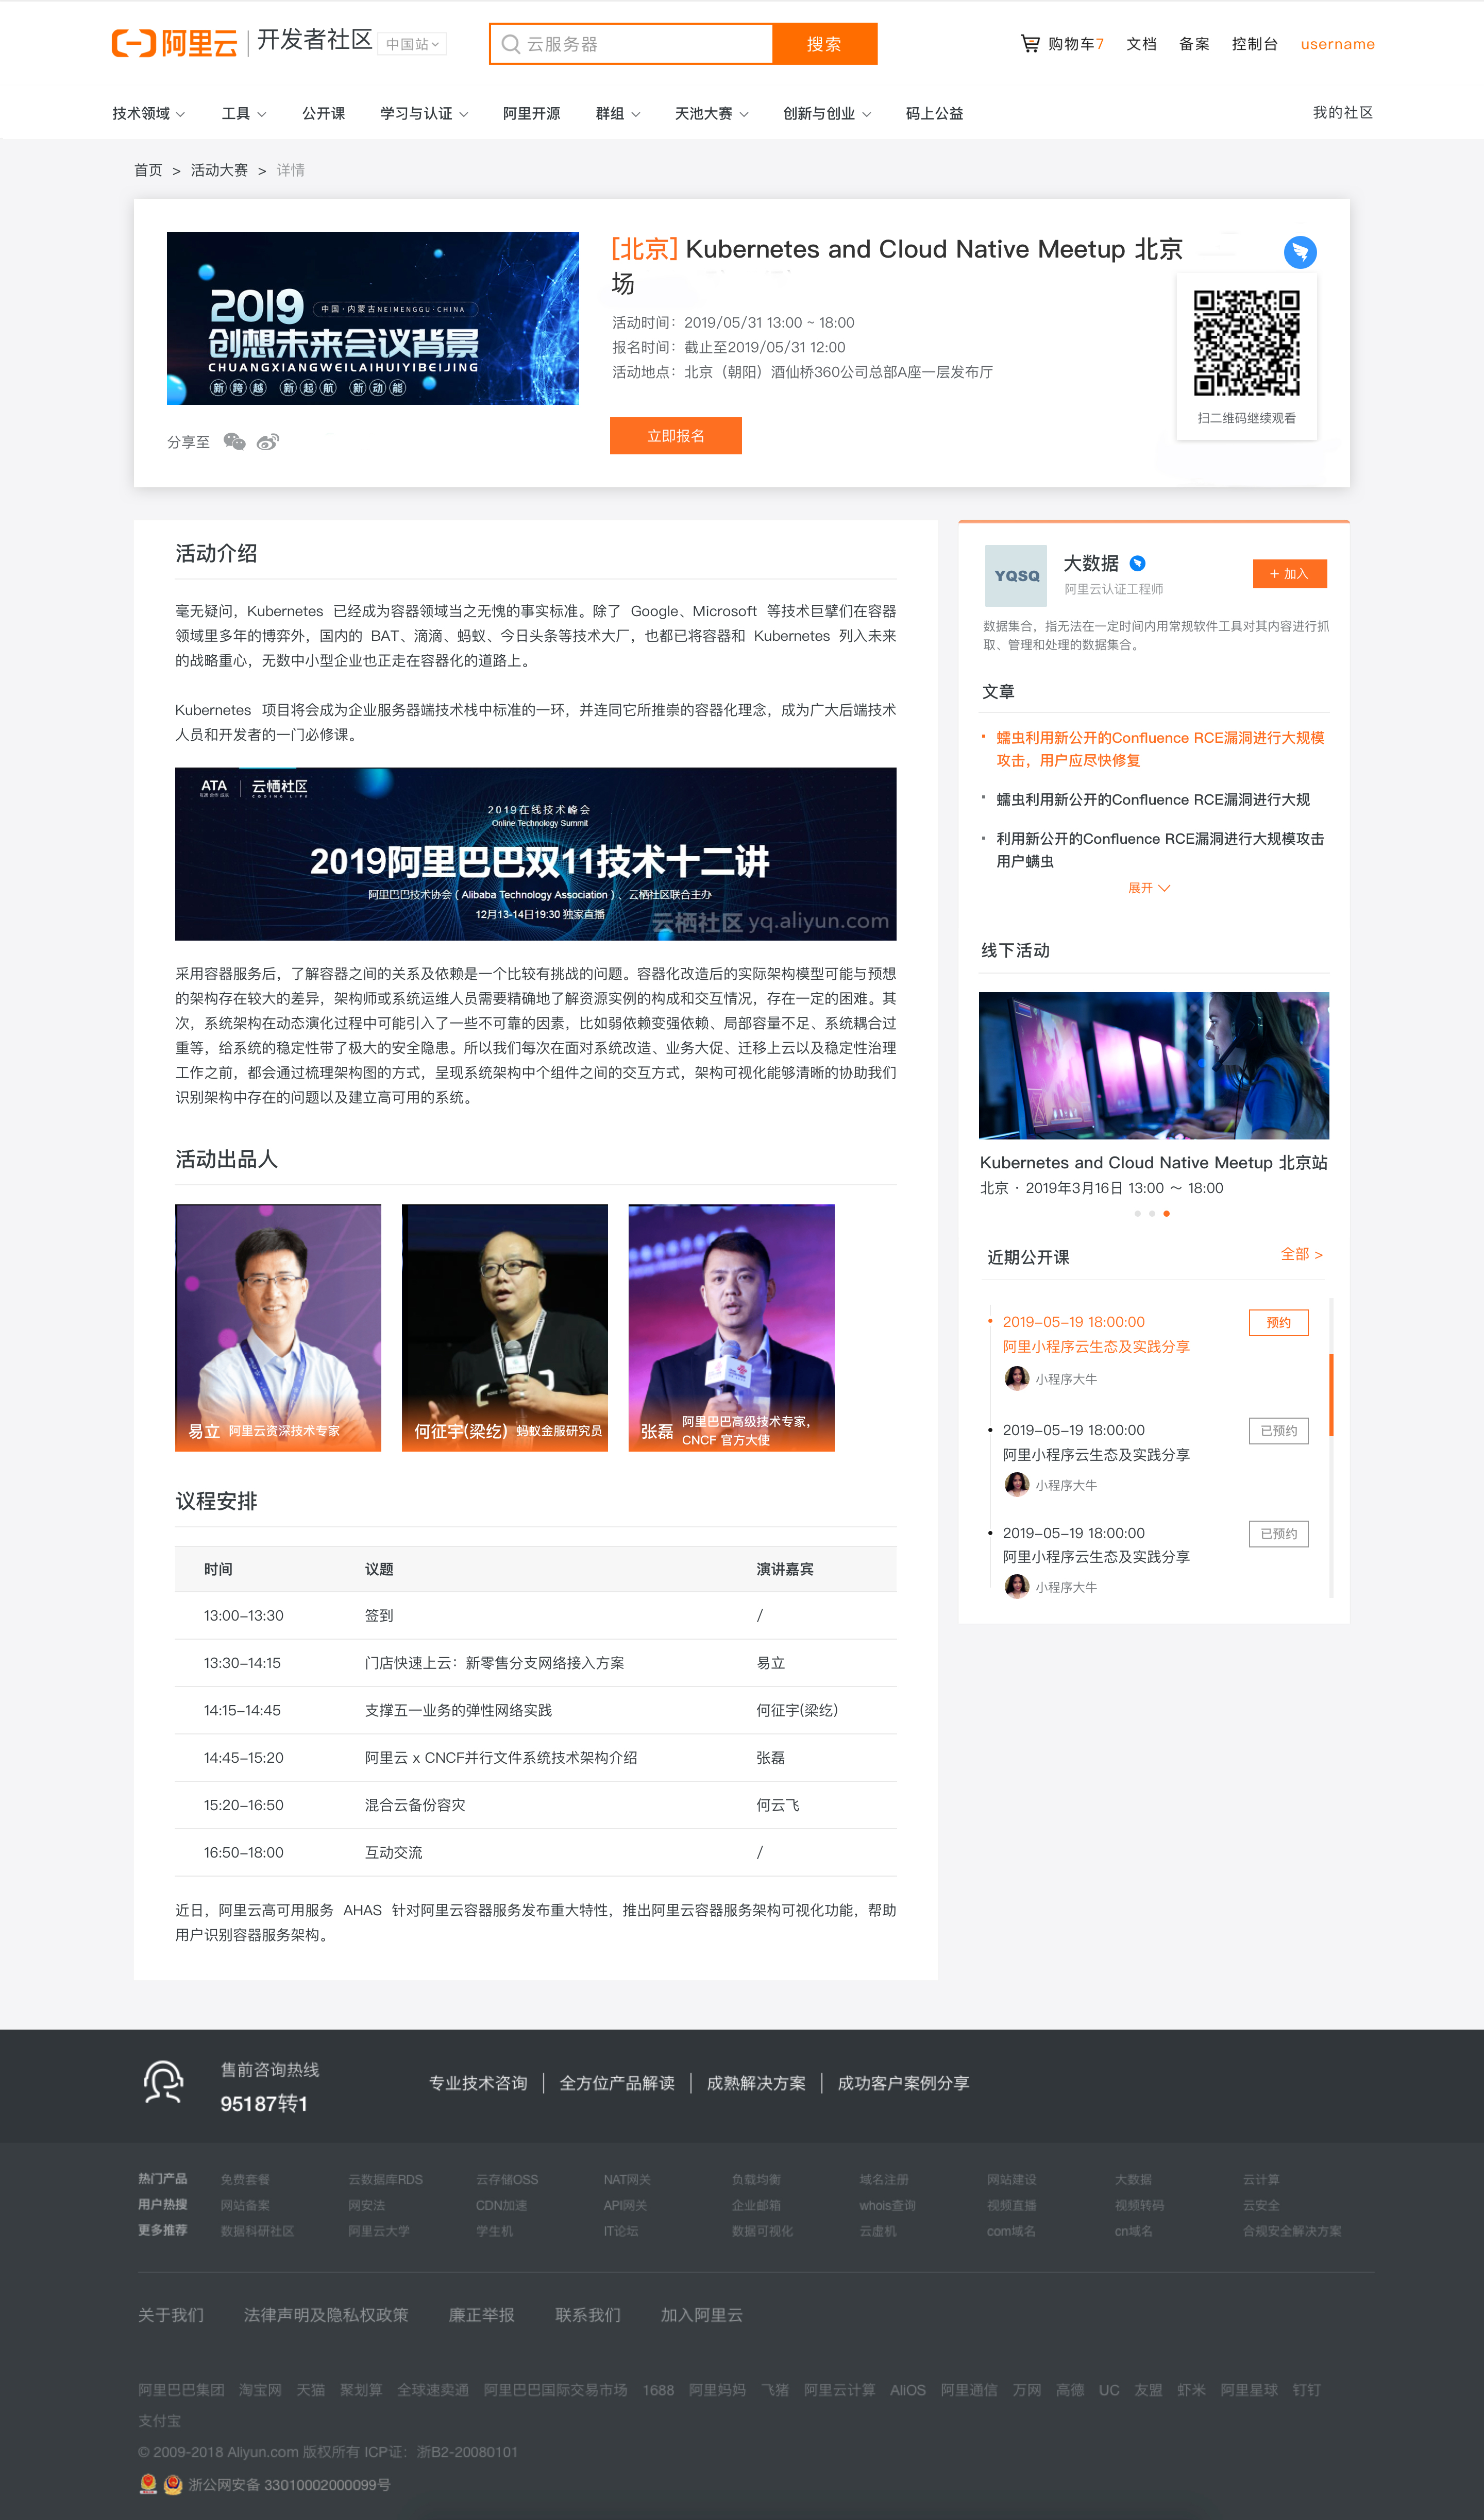 阿里云 开发者社区 中国站
云服务器 搜索
购物车7 文档 备案 控制台 username
技术领域 工具 公开课 学习与认证 阿里开源 群组 天池大赛 创新与创业 码上公益 我的社区
首页 > 活动大赛 > 详情
2019 中国·内蒙古NEIMENGGU·CHINA
创想未来会议背景
CHUANGXIANGWEILAIHUIYIBEIJING
新跨越 新起航 新动能
分享至
[北京] Kubernetes and Cloud Native Meetup 北京
场
活动时间：2019/05/31 13:00 ~ 18:00
报名时间：截止至2019/05/31 12:00
活动地点：北京（朝阳）酒仙桥360公司总部A座一层发布厅
立即报名
扫二维码继续观看
活动介绍
毫无疑问，Kubernetes 已经成为容器领域当之无愧的事实标准。除了 Google、Microsoft 等技术巨擘们在容器
领域里多年的博弈外，国内的 BAT、滴滴、蚂蚁、今日头条等技术大厂，也都已将容器和 Kubernetes 列入未来
的战略重心，无数中小型企业也正走在容器化的道路上。
Kubernetes 项目将会成为企业服务器端技术栈中标准的一环，并连同它所推崇的容器化理念，成为广大后端技术
人员和开发者的一门必修课。
ATA 云栖社区
CODING LIFE
2019在线技术峰会
Online Technology Summit
2019阿里巴巴双11技术十二讲
阿里巴巴技术协会（Alibaba Technology Association）、云栖社区联合主办
12月13-14日19:30 独家直播
云栖社区 yq.aliyun.com
采用容器服务后，了解容器之间的关系及依赖是一个比较有挑战的问题。容器化改造后的实际架构模型可能与预想
的架构存在较大的差异，架构师或系统运维人员需要精确地了解资源实例的构成和交互情况，存在一定的困难。其
次，系统架构在动态演化过程中可能引入了一些不可靠的因素，比如弱依赖变强依赖、局部容量不足、系统耦合过
重等，给系统的稳定性带了极大的安全隐患。所以我们每次在面对系统改造、业务大促、迁移上云以及稳定性治理
工作之前，都会通过梳理架构图的方式，呈现系统架构中个组件之间的交互方式，架构可视化能够清晰的协助我们
识别架构中存在的问题以及建立高可用的系统。
活动出品人
易立 阿里云资深技术专家
何征宇(梁纥) 蚂蚁金服研究员
张磊 阿里巴巴高级技术专家，
CNCF 官方大使
议程安排
时间 议题 演讲嘉宾
13:00-13:30 签到 /
13:30-14:15 门店快速上云：新零售分支网络接入方案 易立
14:15-14:45 支撑五一业务的弹性网络实践 何征宇(梁纥)
14:45-15:20 阿里云 x CNCF并行文件系统技术架构介绍 张磊
15:20-16:50 混合云备份容灾 何云飞
16:50-18:00 互动交流 /
近日，阿里云高可用服务 AHAS 针对阿里云容器服务发布重大特性，推出阿里云容器服务架构可视化功能，帮助
用户识别容器服务架构。
YQSQ
大数据
阿里云认证工程师
+ 加入
数据集合，指无法在一定时间内用常规软件工具对其内容进行抓
取、管理和处理的数据集合。
文章
蠕虫利用新公开的Confluence RCE漏洞进行大规模
攻击，用户应尽快修复
蠕虫利用新公开的Confluence RCE漏洞进行大规
利用新公开的Confluence RCE漏洞进行大规模攻击
用户螨虫
展开
线下活动
Kubernetes and Cloud Native Meetup 北京站
北京 · 2019年3月16日 13:00 ～ 18:00
近期公开课 全部 >
2019-05-19 18:00:00 预约
阿里小程序云生态及实践分享
小程序大牛
2019-05-19 18:00:00 已预约
阿里小程序云生态及实践分享
小程序大牛
2019-05-19 18:00:00 已预约
阿里小程序云生态及实践分享
小程序大牛
售前咨询热线
95187转1
专业技术咨询 | 全方位产品解读 | 成熟解决方案 | 成功客户案例分享
热门产品 免费套餐 云数据库RDS 云存储OSS NAT网关 负载均衡 域名注册 网站建设 大数据 云计算
用户热搜 网站备案 网安法 CDN加速 API网关 企业邮箱 whois查询 视频直播 视频转码 云安全
更多推荐 数据科研社区 阿里云大学 学生机 IT论坛 数据可视化 云虚机 com域名 cn域名 合规安全解决方案
关于我们 法律声明及隐私权政策 廉正举报 联系我们 加入阿里云
阿里巴巴集团 淘宝网 天猫 聚划算 全球速卖通 阿里巴巴国际交易市场 1688 阿里妈妈 飞猪 阿里云计算 AliOS 阿里通信 万网 高德 UC 友盟 虾米 阿里星球 钉钉
支付宝
© 2009-2018 Aliyun.com 版权所有 ICP证：浙B2-20080101
浙公网安备 33010002000099号